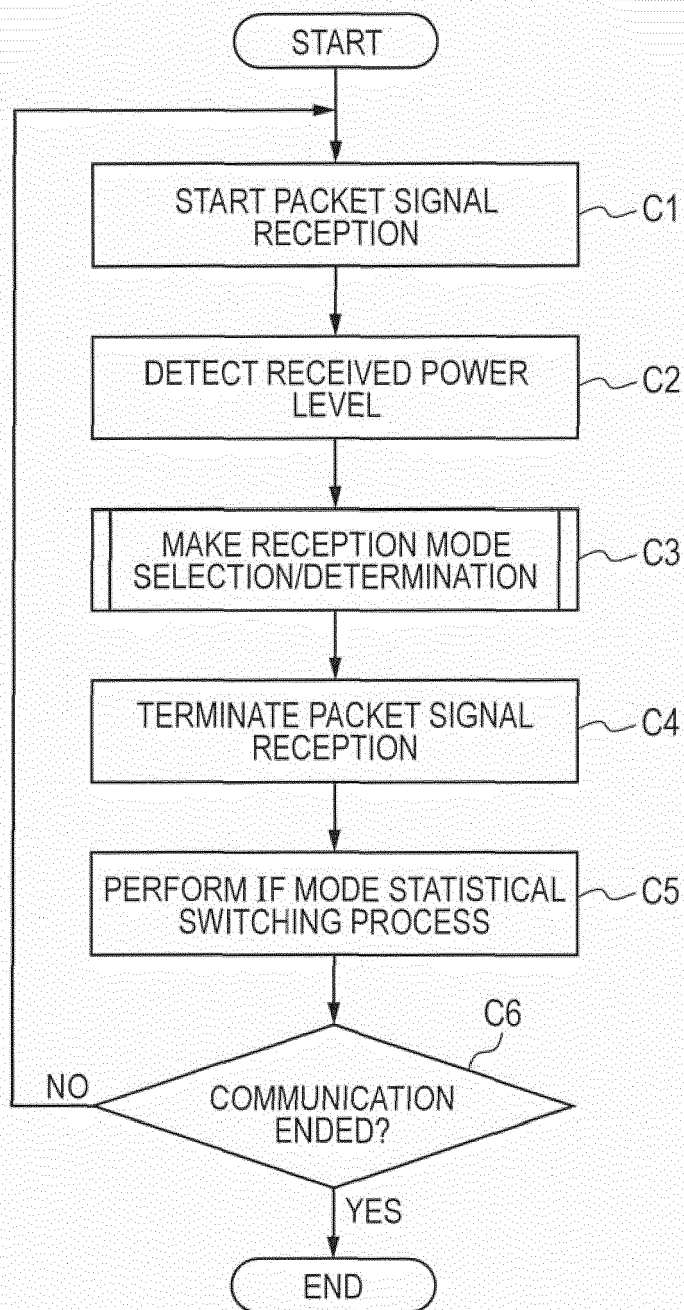 START
START PACKET SIGNAL
RECEPTION
C1
DETECT RECEIVED POWER
LEVEL
C2
MAKE RECEPTION MODE
SELECTION/DETERMINATION
C3
TERMINATE PACKET SIGNAL
RECEPTION
C4
PERFORM IF MODE STATISTICAL
SWITCHING PROCESS
C5
C6
NO
COMMUNICATION
ENDED?
YES
END